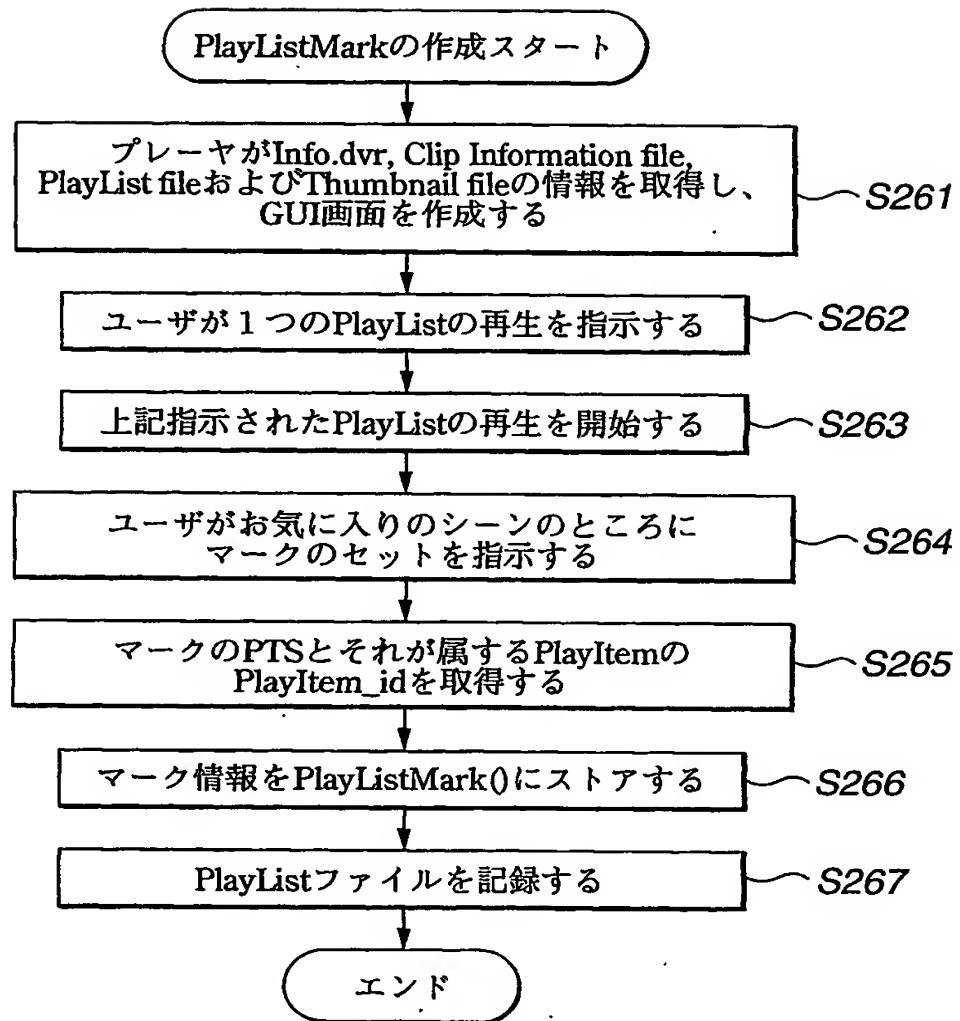 PlayListMarkの作成スタート
プレーヤがInfo.dvr, Clip Information file,
PlayList fileおよびThumbnail fileの情報を取得し、
GUI画面を作成する
S261
ユーザが1つのPlayListの再生を指示する
S262
上記指示されたPlayListの再生を開始する
S263
ユーザがお気に入りのシーンのところに
マークのセットを指示する
S264
マークのPTSとそれが属するPlayItemの
PlayItem_idを取得する
S265
マーク情報をPlayListMark()にストアする
S266
PlayListファイルを記録する
S267
エンド